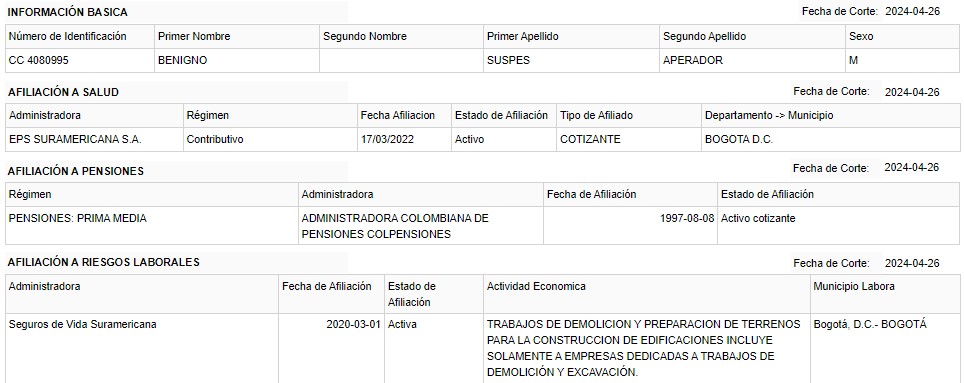 INFORMACIÓN BASICA Fecha de Corte: 2024-04-26
Número de Identificación Primer Nombre Segundo Nombre Primer Apellido Segundo Apellido Sexo
CC 4080995 BENIGNO SUSPES APERADOR M
AFILIACIÓN A SALUD Fecha de Corte: 2024-04-26
Administradora Régimen Fecha Afiliacion Estado de Afiliación Tipo de Afiliado Departamento -> Municipio
EPS SURAMERICANA S.A. Contributivo 17/03/2022 Activo COTIZANTE BOGOTA D.C.
AFILIACIÓN A PENSIONES Fecha de Corte: 2024-04-26
Régimen Administradora Fecha de Afiliación Estado de Afiliación
PENSIONES: PRIMA MEDIA ADMINISTRADORA COLOMBIANA DE 1997-08-08 Activo cotizante
PENSIONES COLPENSIONES
AFILIACIÓN A RIESGOS LABORALES Fecha de Corte: 2024-04-26
Administradora Fecha de Afiliación Estado de Actividad Economica Municipio Labora
Afiliación
Seguros de Vida Suramericana 2020-03-01 Activa TRABAJOS DE DEMOLICION Y PREPARACION DE TERRENOS Bogotá, D.C.- BOGOTÁ
PARA LA CONSTRUCCION DE EDIFICACIONES INCLUYE
SOLAMENTE A EMPRESAS DEDICADAS A TRABAJOS DE
DEMOLICIÓN Y EXCAVACIÓN.